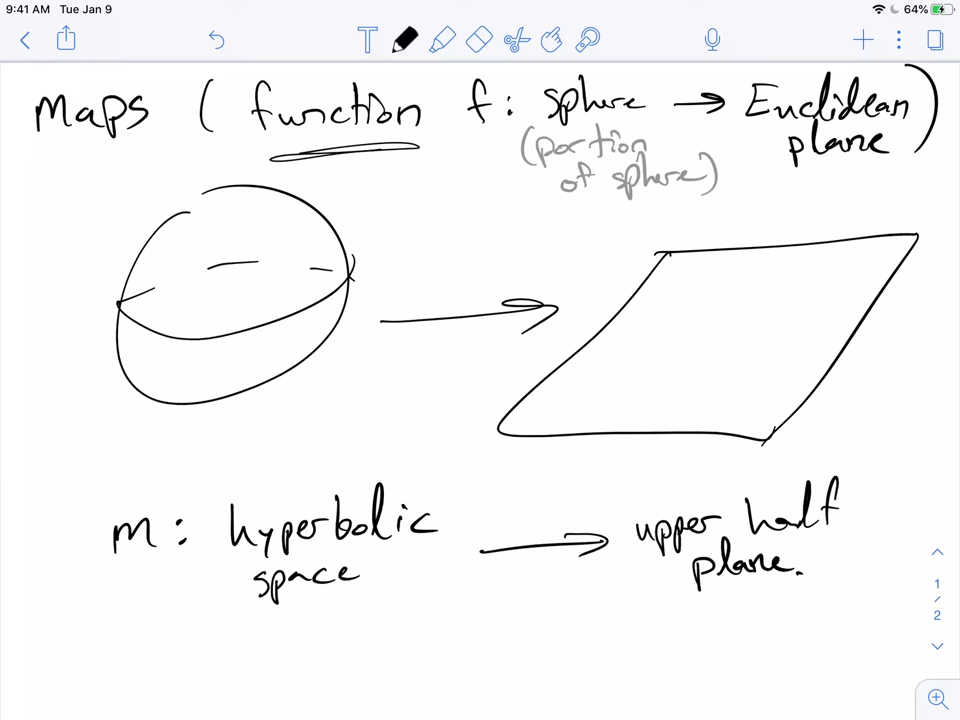 9:41 AM Tue Jan 9
64%
Maps ( function f: sphere → Euclidean plane)
(portion of sphere)
m: hyperbolic space → upper half plane.
1
/
2